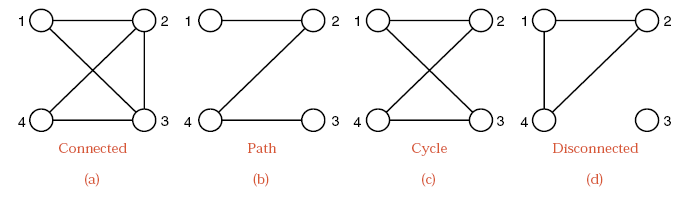 1 2 1 2 1 2 1 2
4 3 4 3 4 3 4 3
Connected Path Cycle Disconnected
(a) (b) (c) (d)